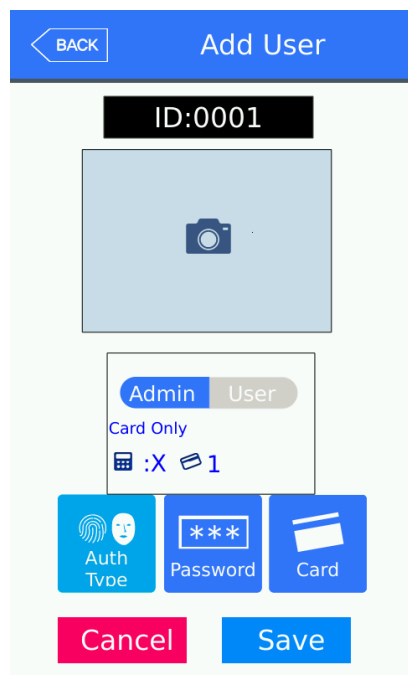 BACK
Add User
ID:0001
Admin User
Card Only
:X 1
Auth
Type
***
Password
Card
Cancel
Save